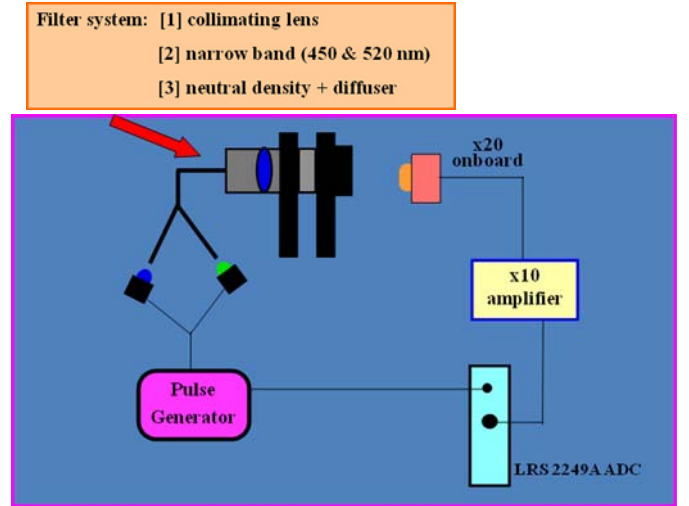 Filter system: [1] collimating lens
[2] narrow band (450 & 520 nm)
[3] neutral density + diffuser
x20
onboard
x10
amplifier
Pulse
Generator
LRS 2249A ADC